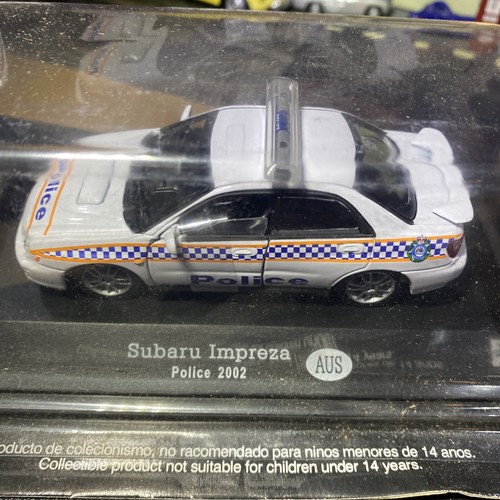 Police
Police
Subaru Impreza
AUS
Police 2002
oducto de colecionismo, no racomendado para ninos menores de 14 anos.
Collectible product not suitable for children under 14 years.